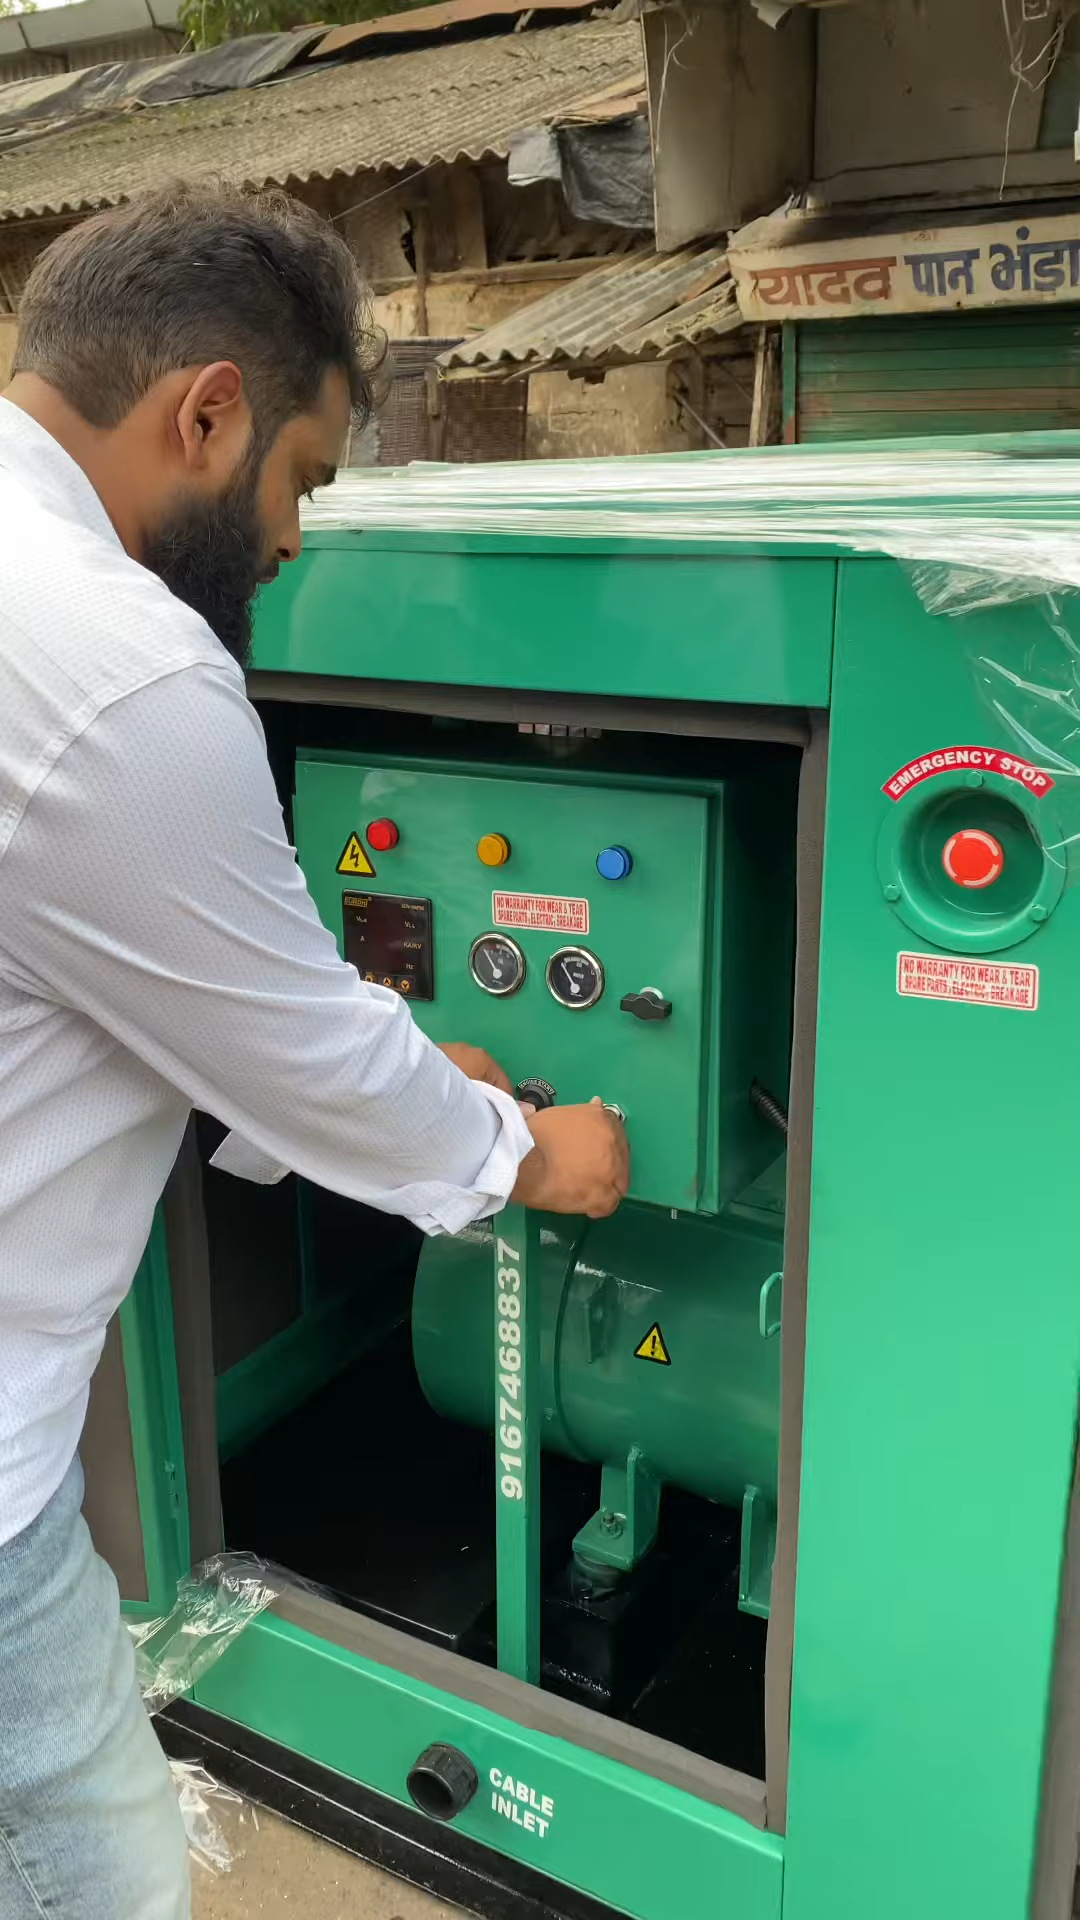 यादव पान भंडा
EMERGENCY STOP
NO WARRANTY FOR WEAR & TEAR
SPARE PARTS, ELECTRIC, BREAKAGE
NO WARRANTY FOR WEAR & TEAR
SPARE PARTS, ELECTRIC, BREAKAGE
A
Hz
9167468837
CABLE
INLET